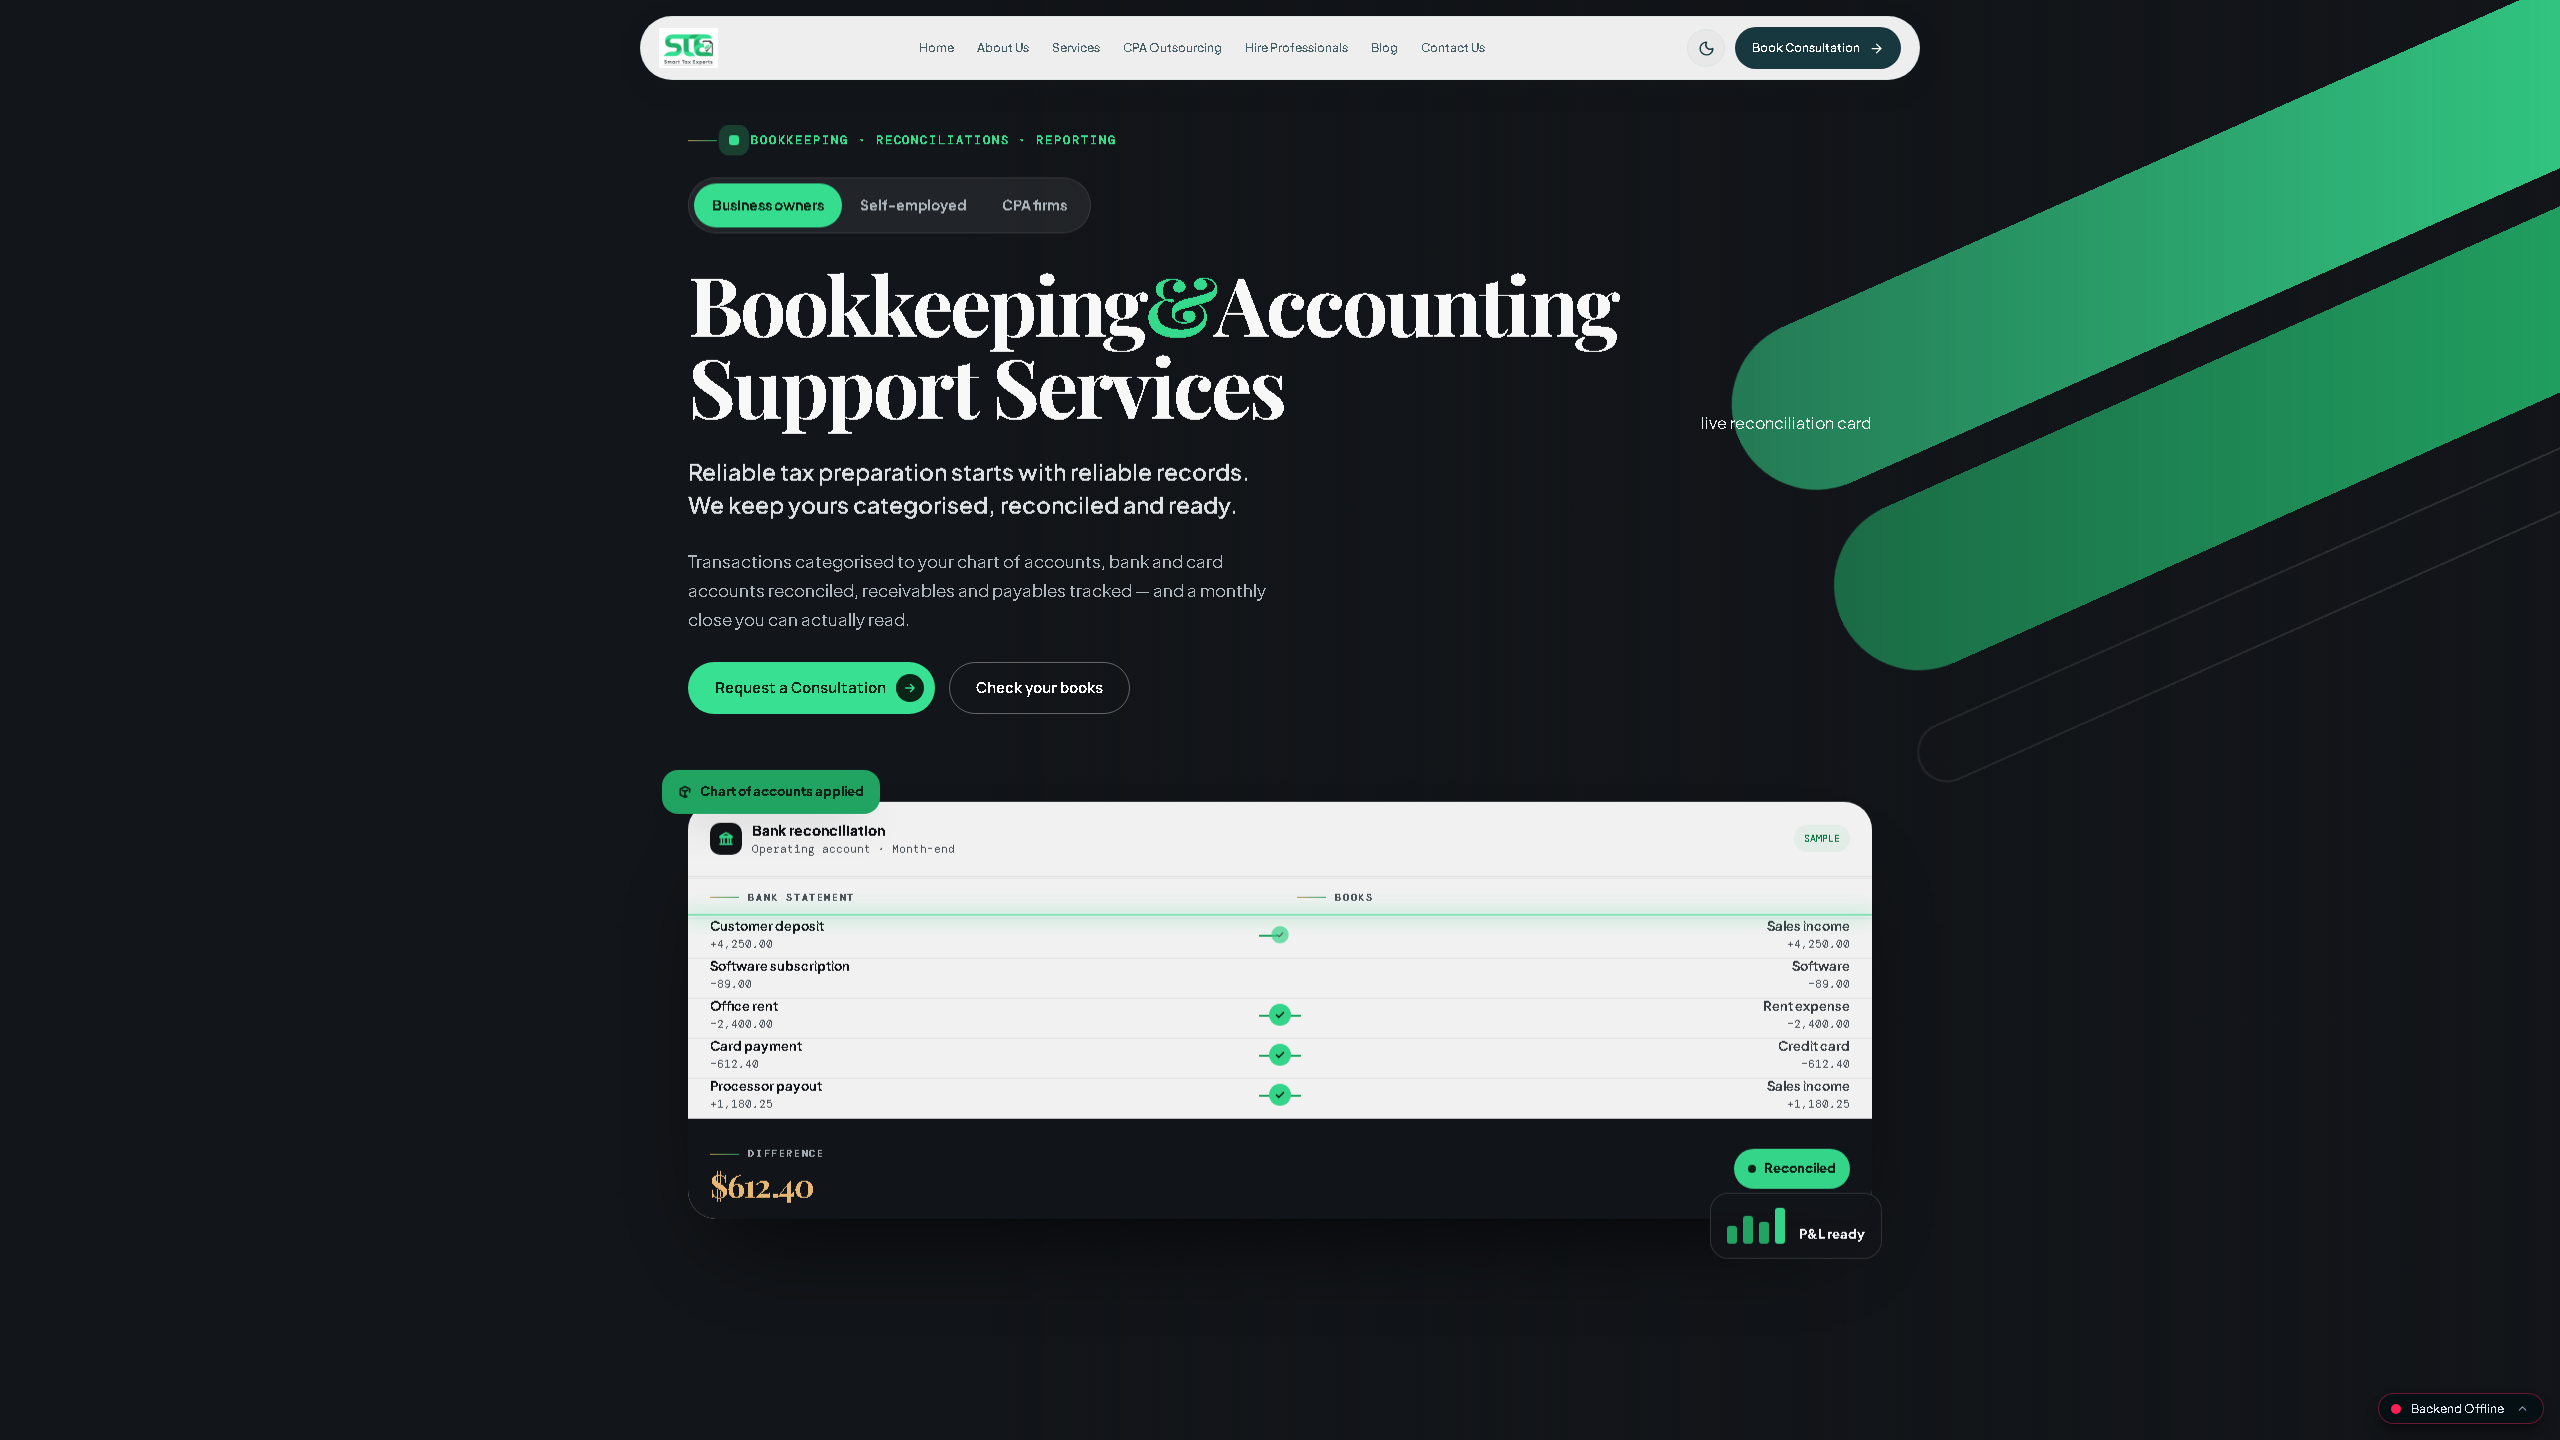 STE
Smart Tax Experts
Home About Us Services CPA Outsourcing Hire Professionals Blog Contact Us
Book Consultation
BOOKKEEPING · RECONCILIATIONS · REPORTING
Business owners Self-employed CPA firms
Bookkeeping & Accounting
Support Services
live reconciliation card
Reliable tax preparation starts with reliable records.
We keep yours categorised, reconciled and ready.
Transactions categorised to your chart of accounts, bank and card
accounts reconciled, receivables and payables tracked — and a monthly
close you can actually read.
Request a Consultation Check your books
Chart of accounts applied
Bank reconciliation
Operating account · Month-end
SAMPLE
BANK STATEMENT BOOKS
Customer deposit Sales income
+4,250.00 +4,250.00
Software subscription Software
-89.00 -89.00
Office rent Rent expense
-2,400.00 -2,400.00
Card payment Credit card
-612.40 -612.40
Processor payout Sales income
+1,180.25 +1,180.25
DIFFERENCE
$612.40
Reconciled
P&L ready
Backend Offline